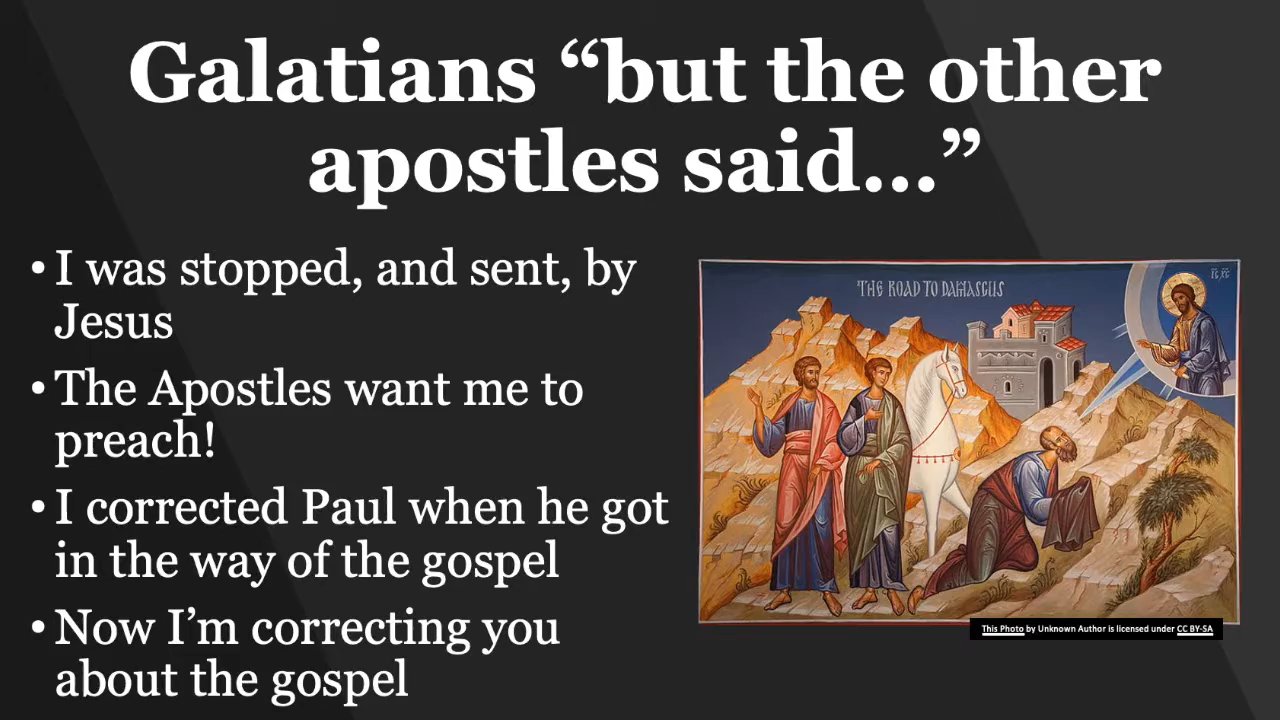 Galatians “but the other
apostles said…”
• I was stopped, and sent, by
Jesus
• The Apostles want me to
preach!
• I corrected Paul when he got
in the way of the gospel
• Now I’m correcting you
about the gospel
THE ROAD TO DAMASCUS
IC XC
This Photo by Unknown Author is licensed under CC BY-SA